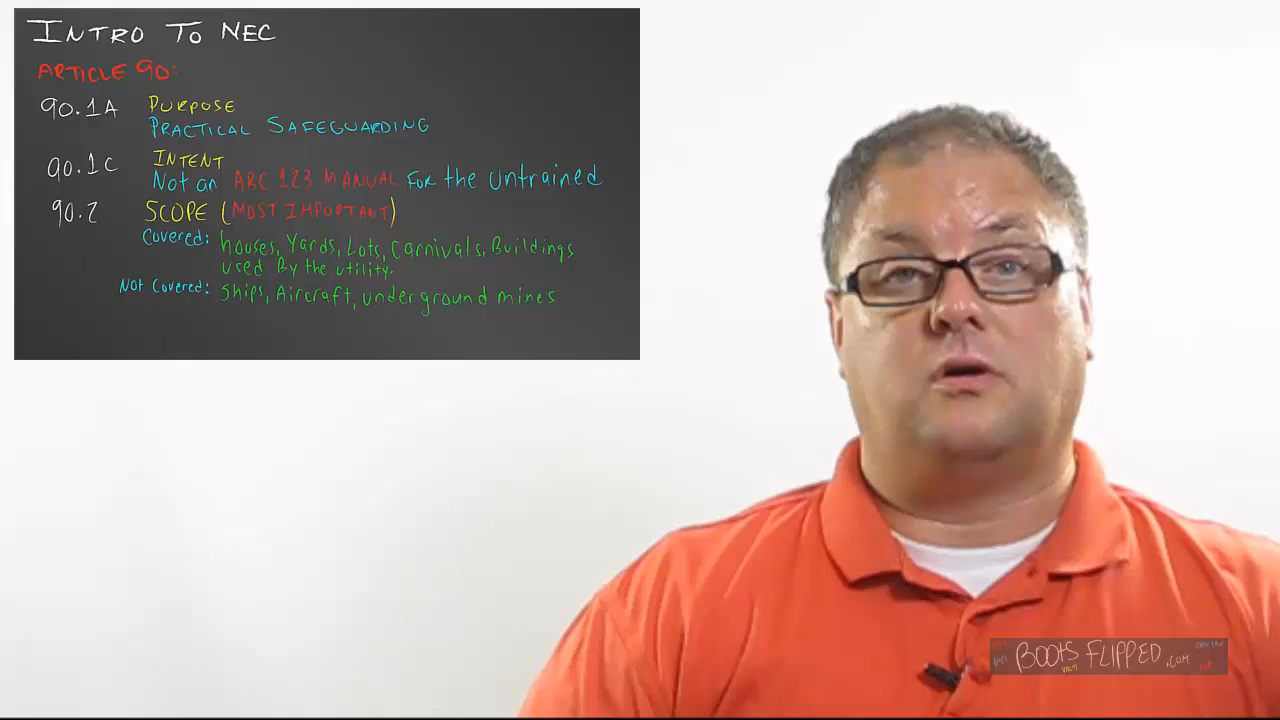 INTRO TO NEC
ARTICLE 90:
90.1A PURPOSE
PRACTICAL SAFEGUARDING
90.1C INTENT
Not an ABC 123 MANUAL FOR the untrained
90.2 SCOPE (MOST IMPORTANT)
Covered: houses, Yards, Lots, Carnivals, Buildings
used By the utility.
Not Covered: Ships, Aircraft, underground mines
BOOTS FLIPPED.COM
VOLTS